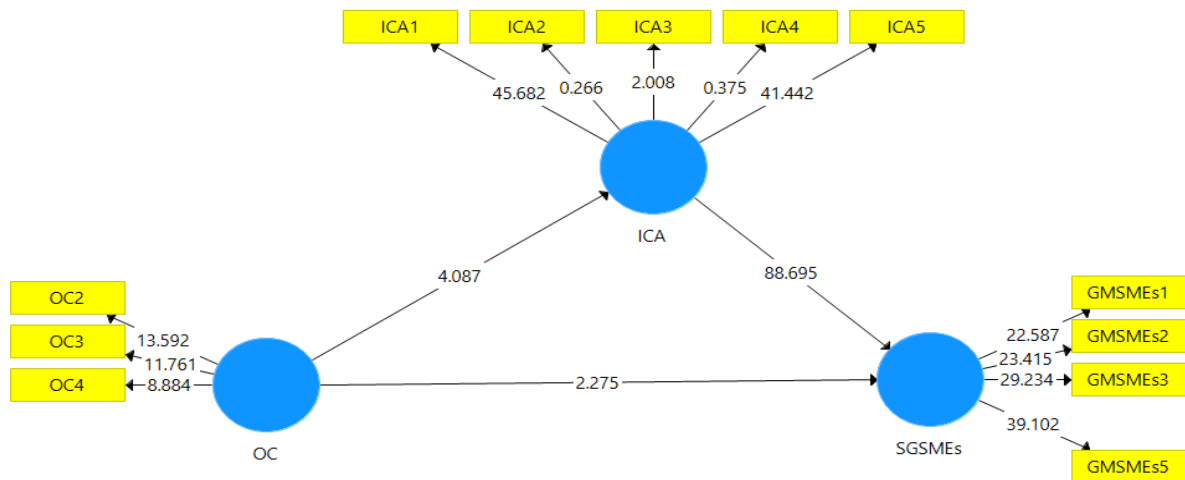 ICA1 ICA2 ICA3 ICA4 ICA5
45.682 0.266 2.008 0.375 41.442
ICA
4.087 88.695
OC2
13.592
OC3
11.761
OC4
8.884
OC
2.275
GMSMEs1
22.587
GMSMEs2
23.415
GMSMEs3
29.234
39.102
GMSMEs5
SGSMEs